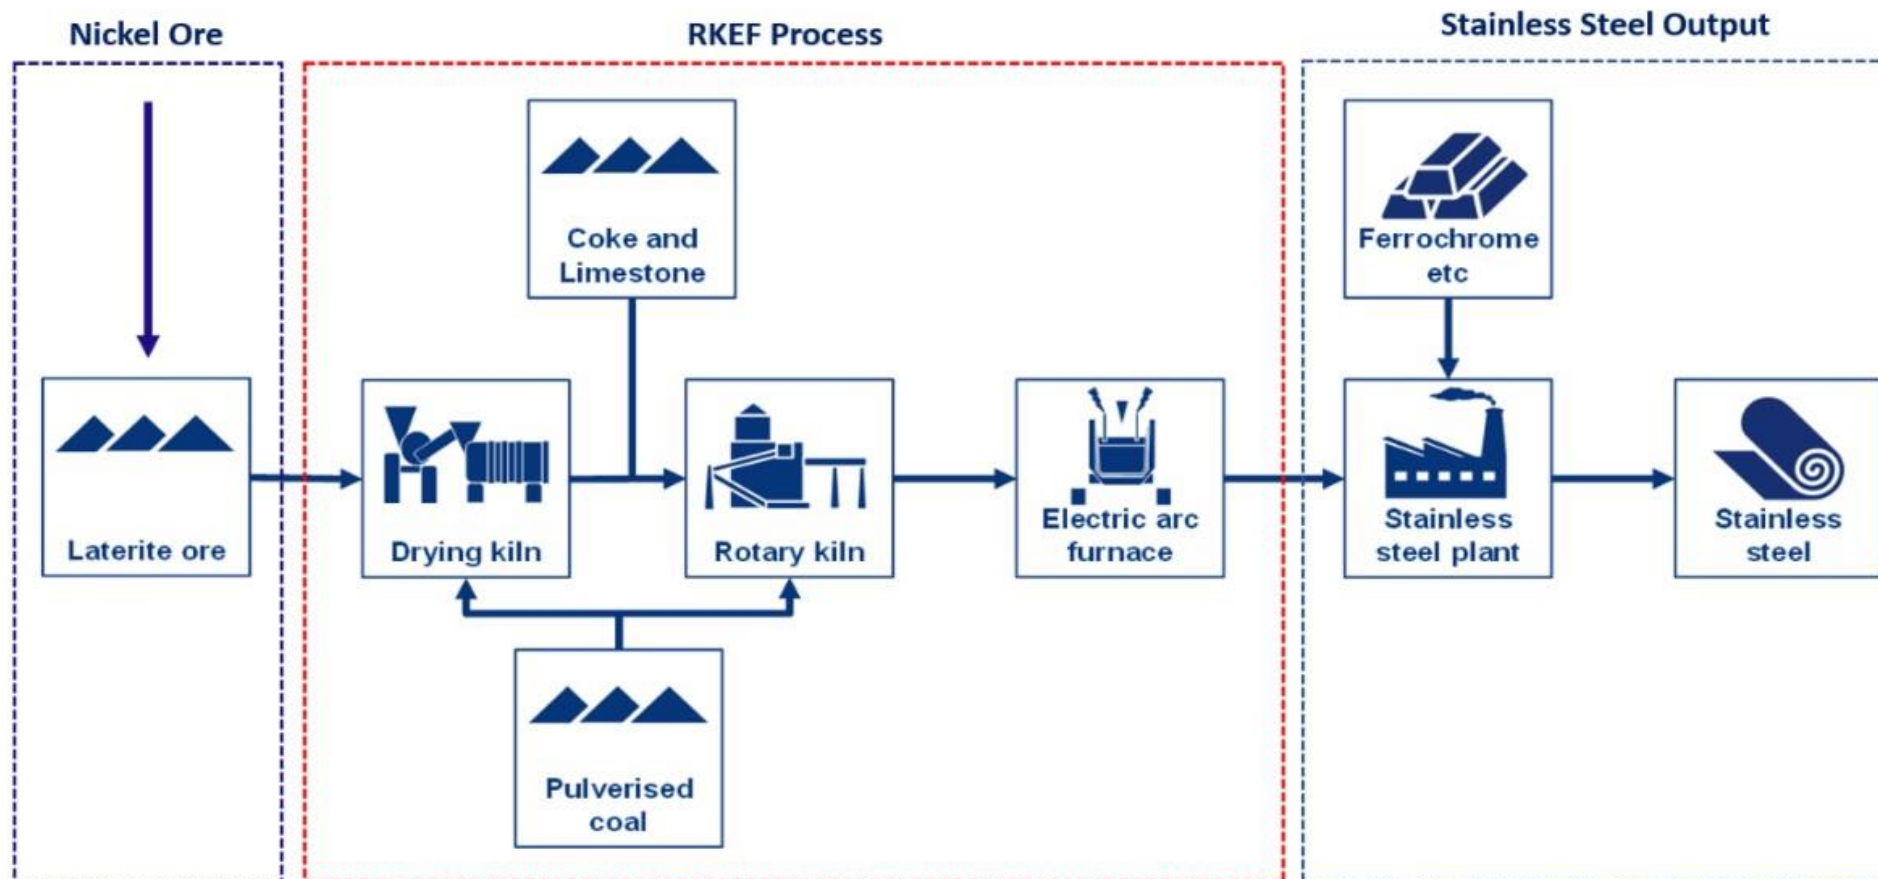 Nickel Ore
RKEF Process
Stainless Steel Output
Coke and
Limestone
Ferrochrome
etc
Laterite ore
Drying kiln
Rotary kiln
Electric arc
furnace
Stainless
steel plant
Stainless
steel
Pulverised
coal